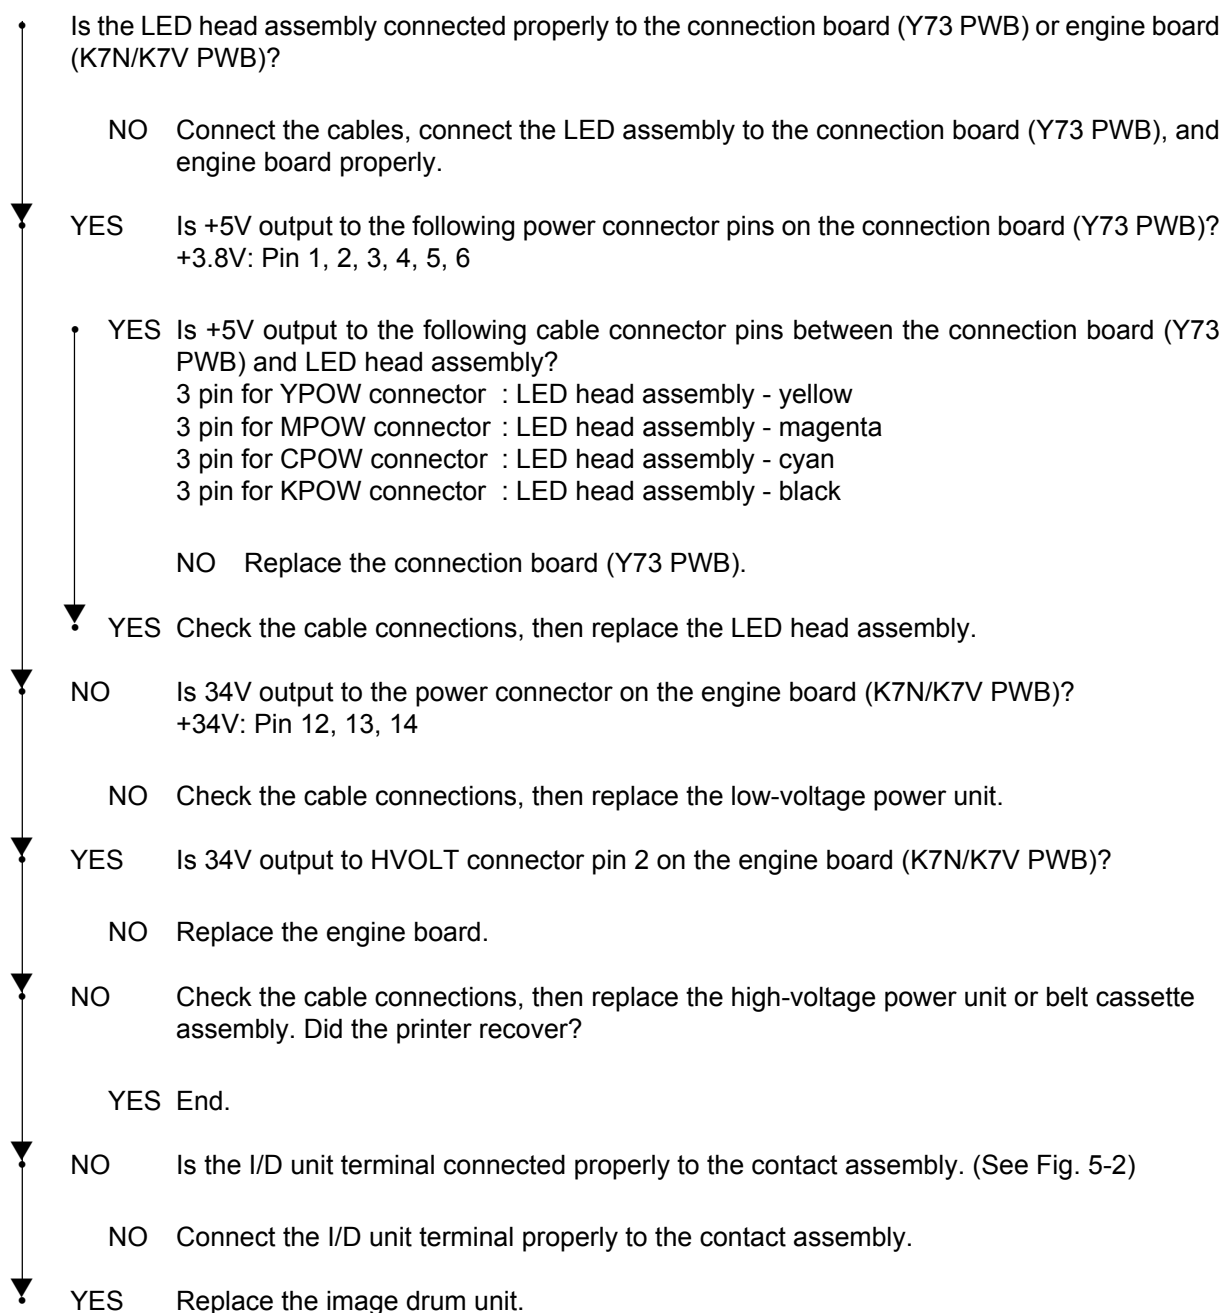 Is the LED head assembly connected properly to the connection board (Y73 PWB) or engine board
(K7N/K7V PWB)?
NO Connect the cables, connect the LED assembly to the connection board (Y73 PWB), and
engine board properly.
YES Is +5V output to the following power connector pins on the connection board (Y73 PWB)?
+3.8V: Pin 1, 2, 3, 4, 5, 6
YES Is +5V output to the following cable connector pins between the connection board (Y73
PWB) and LED head assembly?
3 pin for YPOW connector : LED head assembly - yellow
3 pin for MPOW connector : LED head assembly - magenta
3 pin for CPOW connector : LED head assembly - cyan
3 pin for KPOW connector : LED head assembly - black
NO Replace the connection board (Y73 PWB).
YES Check the cable connections, then replace the LED head assembly.
NO Is 34V output to the power connector on the engine board (K7N/K7V PWB)?
+34V: Pin 12, 13, 14
NO Check the cable connections, then replace the low-voltage power unit.
YES Is 34V output to HVOLT connector pin 2 on the engine board (K7N/K7V PWB)?
NO Replace the engine board.
NO Check the cable connections, then replace the high-voltage power unit or belt cassette
assembly. Did the printer recover?
YES End.
NO Is the I/D unit terminal connected properly to the contact assembly. (See Fig. 5-2)
NO Connect the I/D unit terminal properly to the contact assembly.
YES Replace the image drum unit.